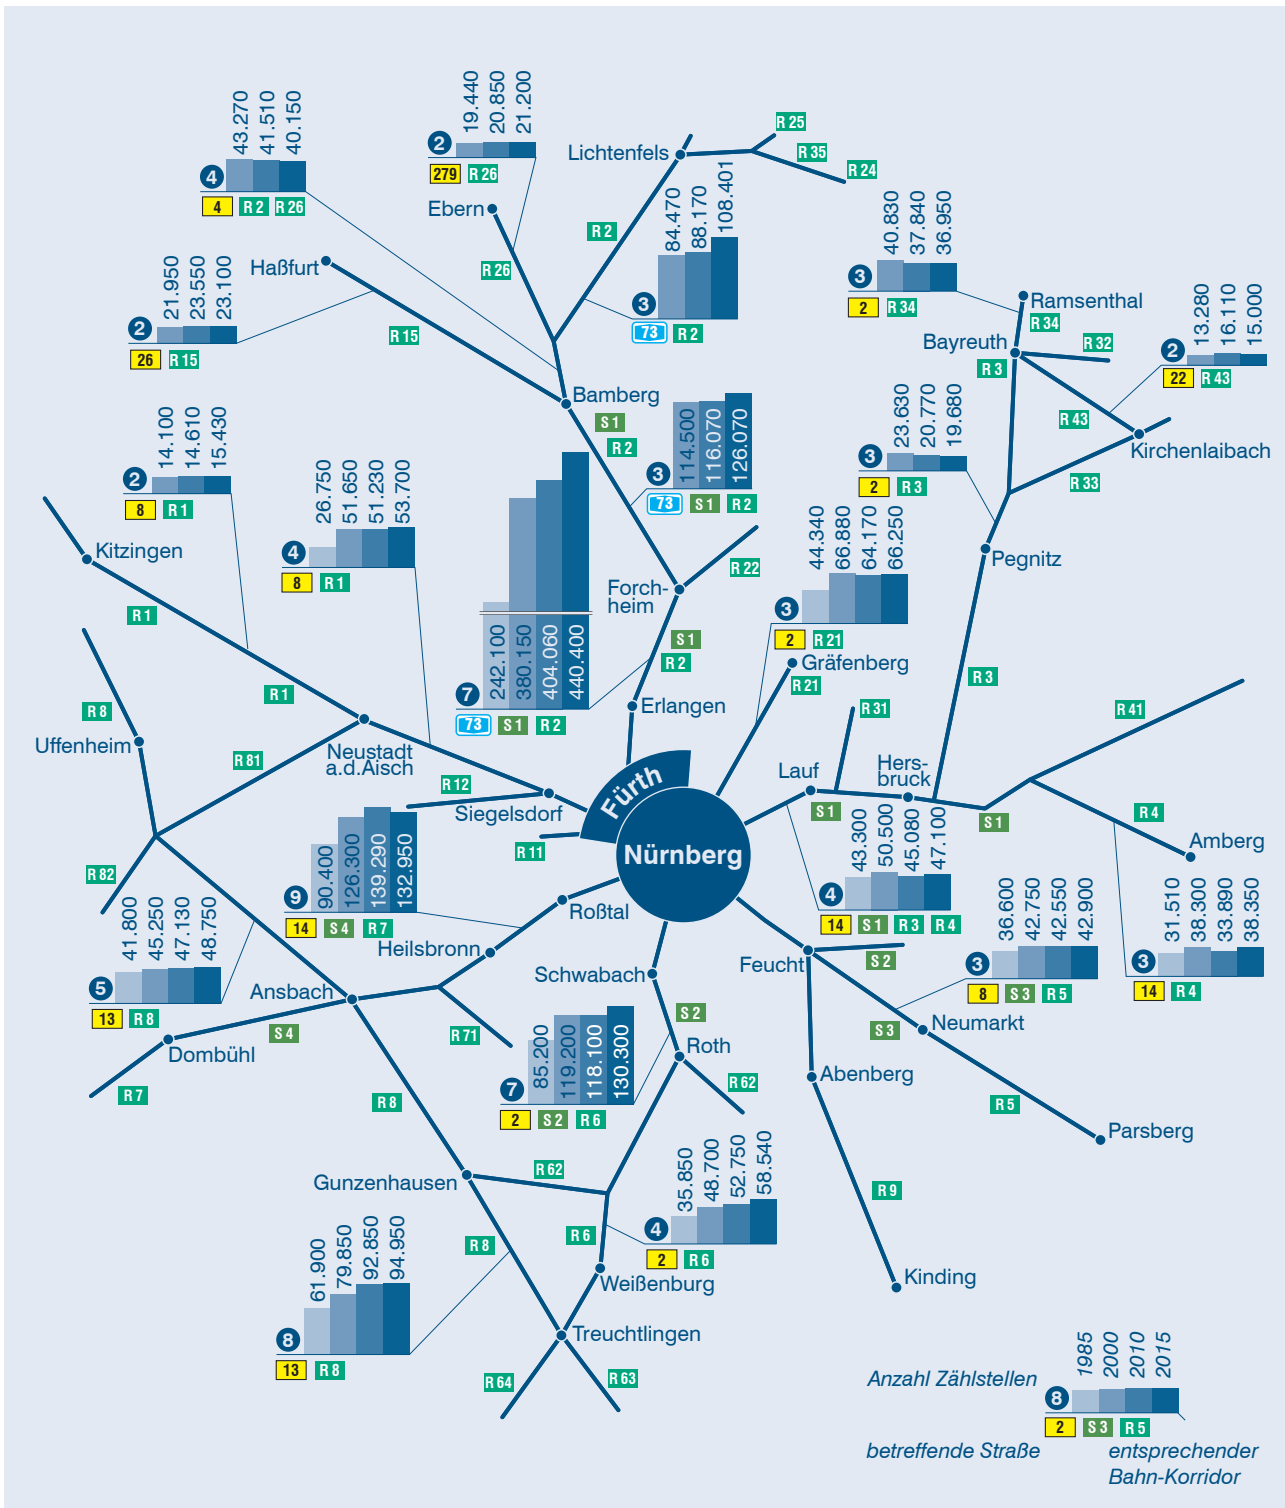 43.270
41.510
40.150
4
4
R 2
R 26
19.440
20.850
21.200
2
279
R 26
Ebern
R 26
Lichtenfels
R 25
R 35
R 24
R 2
84.470
88.170
108.401
3
73
R 2
40.830
37.840
36.950
3
2
R 34
Ramsenthal
R 34
Bayreuth
R 32
R 3
13.280
16.110
15.000
2
22
R 43
R 43
Kirchenlaibach
R 33
Haßfurt
21.950
23.550
23.100
2
26
R 15
R 15
Bamberg
S 1
R 2
114.500
116.070
126.070
3
73
S 1
R 2
23.630
20.770
19.680
3
2
R 3
Pegnitz
14.100
14.610
15.430
2
8
R 1
26.750
51.650
51.230
53.700
4
8
R 1
Kitzingen
R 1
R 1
Forch-
heim
R 22
S 1
R 2
242.100
380.150
404.060
440.400
7
73
S 1
R 2
Erlangen
44.340
66.880
64.170
66.250
3
2
R 21
Gräfenberg
R 21
R 31
R 3
R 41
R 8
Uffenheim
R 81
Neustadt
a.d.Aisch
R 12
Siegelsdorf
Fürth
Nürnberg
R 11
Lauf
Hers-
bruck
S 1
S 1
R 4
Amberg
R 82
90.400
126.300
139.290
132.950
9
14
S 4
R 7
Roßtal
Heilsbronn
43.300
50.500
45.080
47.100
4
14
S 1
R 3
R 4
31.510
38.300
33.890
38.350
3
14
R 4
41.800
45.250
47.130
48.750
5
13
R 8
Ansbach
S 4
Dombühl
R 7
R 71
Schwabach
S 2
Roth
R 62
85.200
119.200
118.100
130.300
7
2
S 2
R 6
Feucht
S 2
36.600
42.750
42.550
42.900
3
8
S 3
R 5
S 3
Neumarkt
Abenberg
R 5
Parsberg
R 8
Gunzenhausen
R 62
35.850
48.700
52.750
58.540
4
2
R 6
R 6
R 9
Kinding
Weißenburg
R 8
61.900
79.850
92.850
94.950
8
13
R 8
Treuchtlingen
R 64
R 63
Anzahl Zählstellen
1985
2000
2010
2015
8
2
S 3
R 5
betreffende Straße
entsprechender
Bahn-Korridor